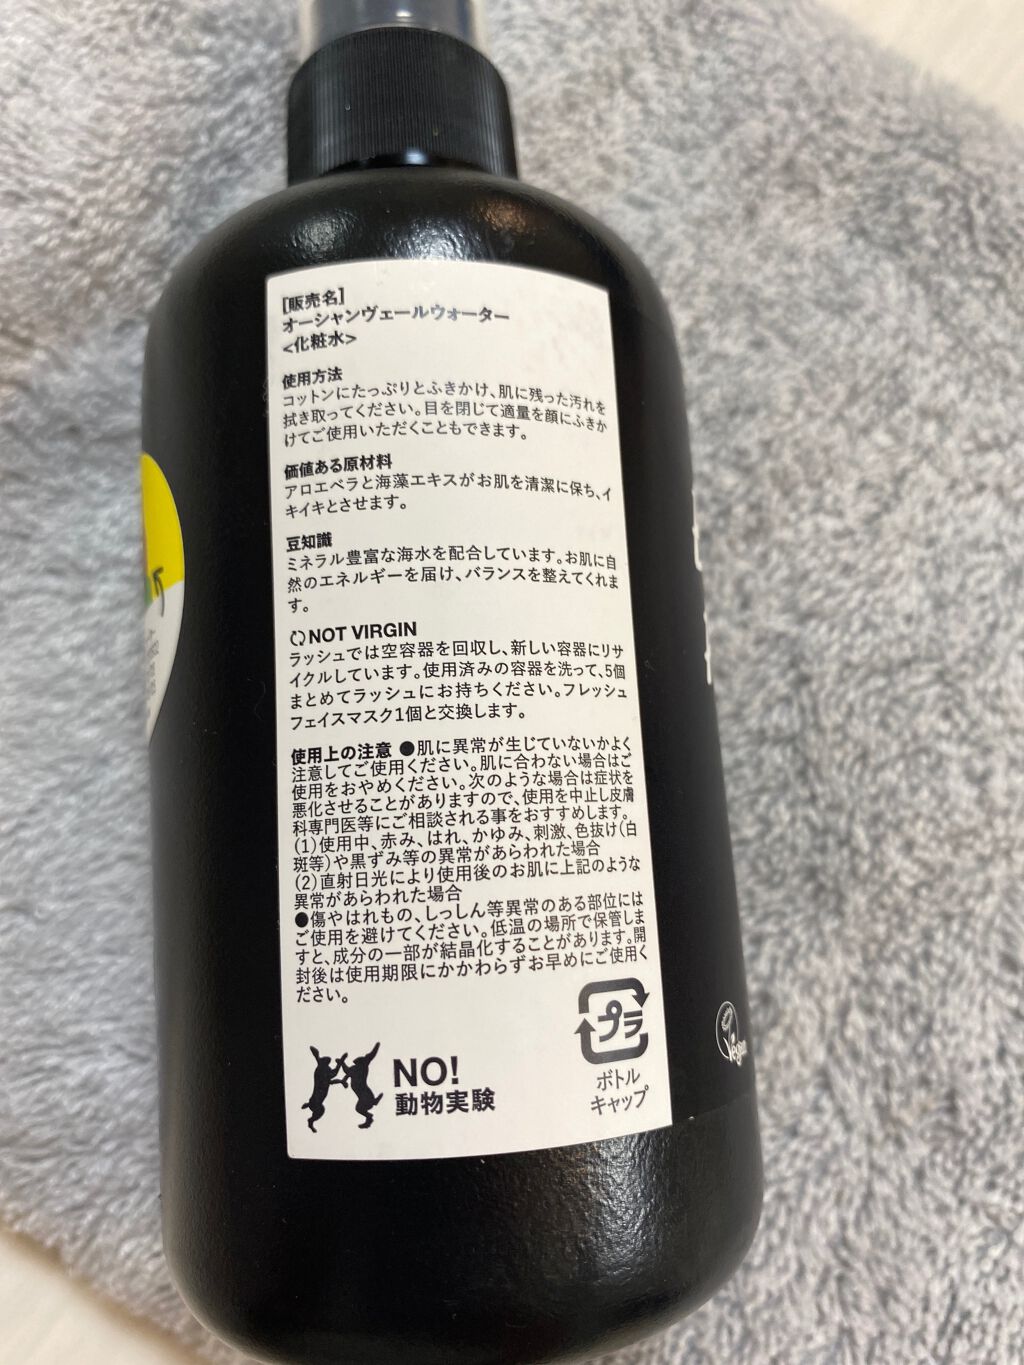 [販売名]
オーシャンヴェールウォーター
<化粧水>
使用方法
コットンにたっぷりとふきかけ、肌に残った汚れを
拭き取ってください。目を閉じて適量を顔にふきか
けてご使用いただくこともできます。
価値ある原材料
アロエベラと海藻エキスがお肌を清潔に保ち、イ
キイキとさせます。
豆知識
ミネラル豊富な海水を配合しています。お肌に自
然のエネルギーを届け、バランスを整えてくれま
す。
NOT VIRGIN
ラッシュでは空容器を回収し、新しい容器にリサ
イクルしています。使用済みの容器を洗って、5個
まとめてラッシュにお持ちください。フレッシュ
フェイスマスク1個と交換します。
使用上の注意 ●肌に異常が生じていないかよく
注意してご使用ください。肌に合わない場合はご
使用をおやめください。次のような場合は症状を
悪化させることがありますので、使用を中止し皮膚
科専門医等にご相談される事をおすすめします。
(1)使用中、赤み、はれ、かゆみ、刺激、色抜け(白
斑等)や黒ずみ等の異常があらわれた場合
(2)直射日光により使用後のお肌に上記のような
異常があらわれた場合
●傷やはれもの、しっしん等異常のある部位には
ご使用を避けてください。低温の場所で保管しま
すと、成分の一部が結晶化することがあります。開
封後は使用期限にかかわらずお早めにご使用く
ださい。
プラ
ボトル
キャップ
NO!
動物実験
Vegan